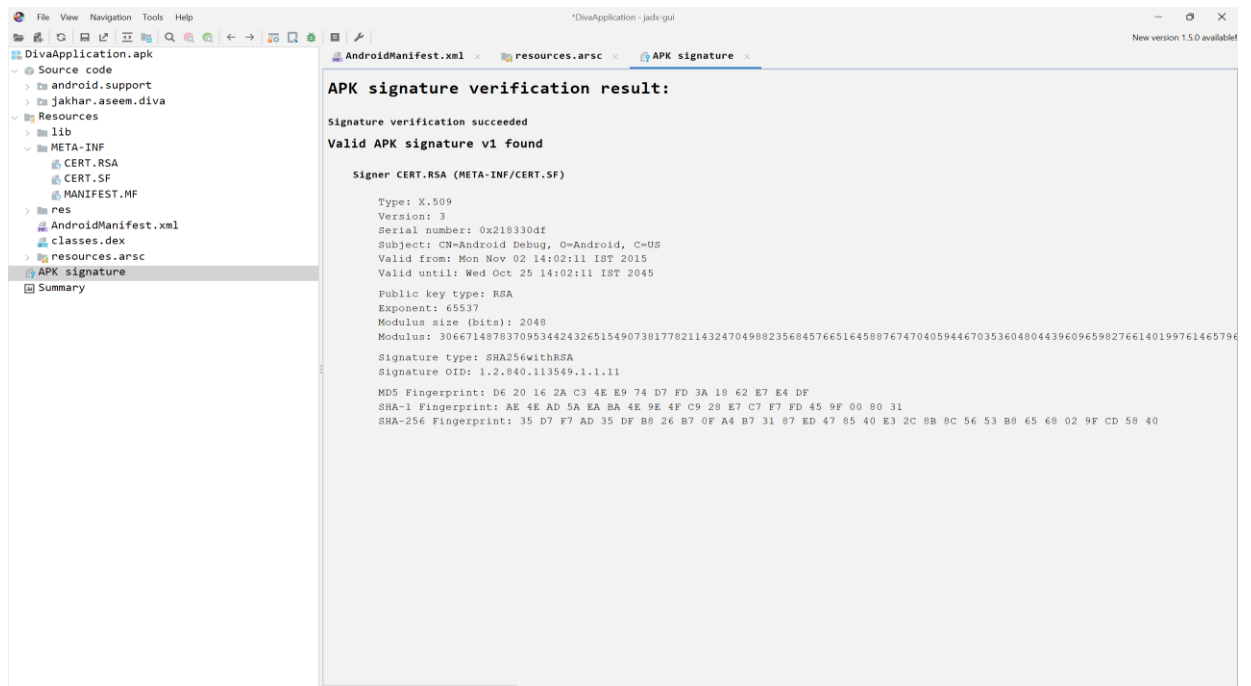 File View Navigation Tools Help
*DivaApplication - jadx-gui
New version 1.5.0 available!
DivaApplication.apk
Source code
android.support
jakhar.aseem.diva
Resources
lib
META-INF
CERT.RSA
CERT.SF
MANIFEST.MF
res
AndroidManifest.xml
classes.dex
resources.arsc
APK signature
Summary
AndroidManifest.xml × resources.arsc × APK signature ×
APK signature verification result:
Signature verification succeeded
Valid APK signature v1 found
Signer CERT.RSA (META-INF/CERT.SF)
Type: X.509
Version: 3
Serial number: 0x218330df
Subject: CN=Android Debug, O=Android, C=US
Valid from: Mon Nov 02 14:02:11 IST 2015
Valid until: Wed Oct 25 14:02:11 IST 2045
Public key type: RSA
Exponent: 65537
Modulus size (bits): 2048
Modulus:
Signature type: SHA256withRSA
Signature OID: 1.2.840.113549.1.1.11
MD5 Fingerprint: D6 20 16 2A C3 4E E9 74 D7 FD 3A 18 62 E7 E4 DF
SHA-1 Fingerprint: AE 4E AD 5A EA BA 4E 9E 4F C9 28 E7 C7 F7 FD 45 9F 00 80 31
SHA-256 Fingerprint: 35 D7 F7 AD 35 DF B8 26 B7 0F A4 B7 31 87 ED 47 85 40 E3 2C 8B 8C 56 53 B8 65 68 02 9F CD 58 40